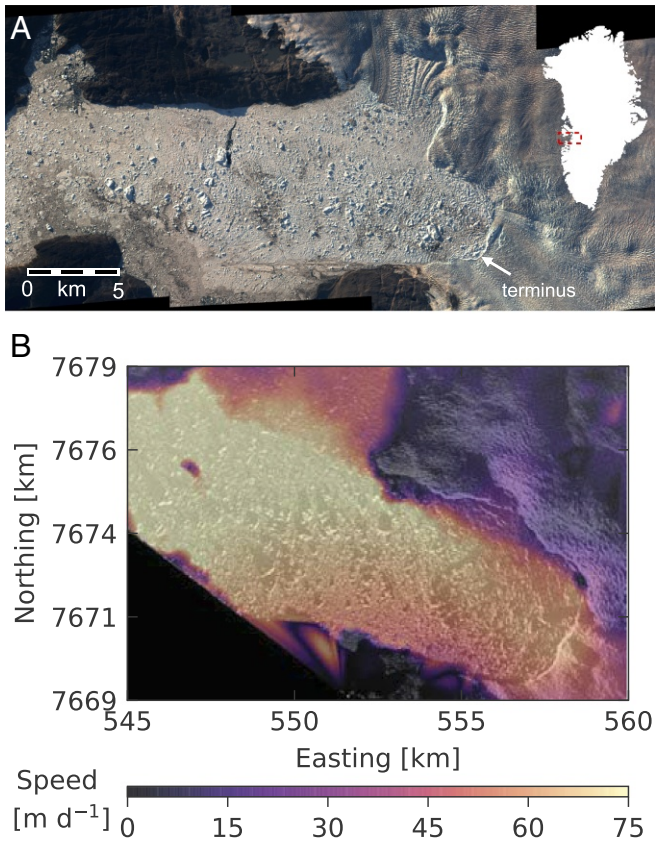 A
0 km 5
terminus
B
7679
7676
7674
7671
7669
Northing [km]
545 550 555 560
Easting [km]
Speed
[m d⁻¹]
0 15 30 45 60 75